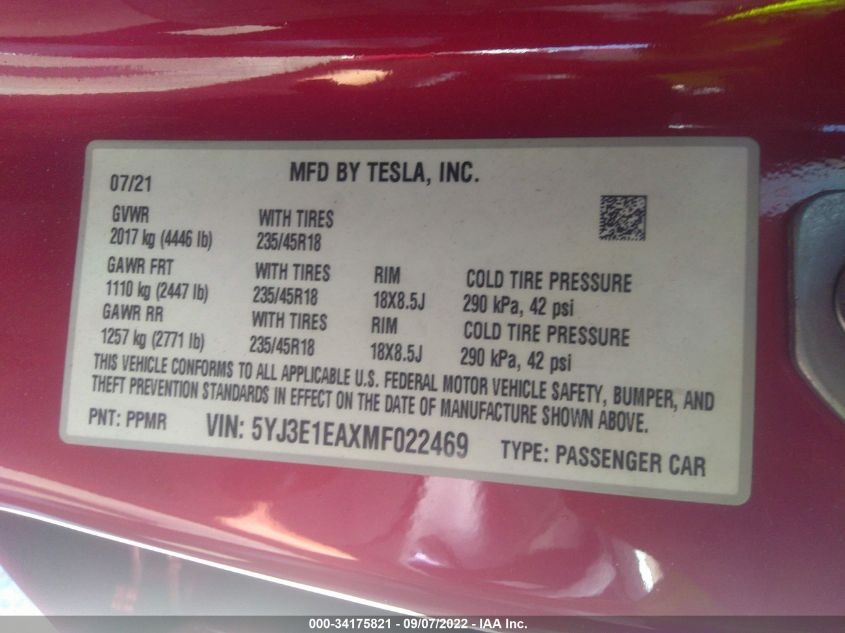 MFD BY TESLA, INC.
07/21
GVWR WITH TIRES
2017 kg (4446 lb) 235/45R18
GAWR FRT WITH TIRES RIM COLD TIRE PRESSURE
1110 kg (2447 lb) 235/45R18 18X8.5J 290 kPa, 42 psi
GAWR RR WITH TIRES RIM COLD TIRE PRESSURE
1257 kg (2771 lb) 235/45R18 18X8.5J 290 kPa, 42 psi
THIS VEHICLE CONFORMS TO ALL APPLICABLE U.S. FEDERAL MOTOR VEHICLE SAFETY, BUMPER, AND
THEFT PREVENTION STANDARDS IN EFFECT ON THE DATE OF MANUFACTURE SHOWN ABOVE.
PNT: PPMR VIN: 5YJ3E1EAXMF022469 TYPE: PASSENGER CAR
000-34175821 - 09/07/2022 - IAA Inc.